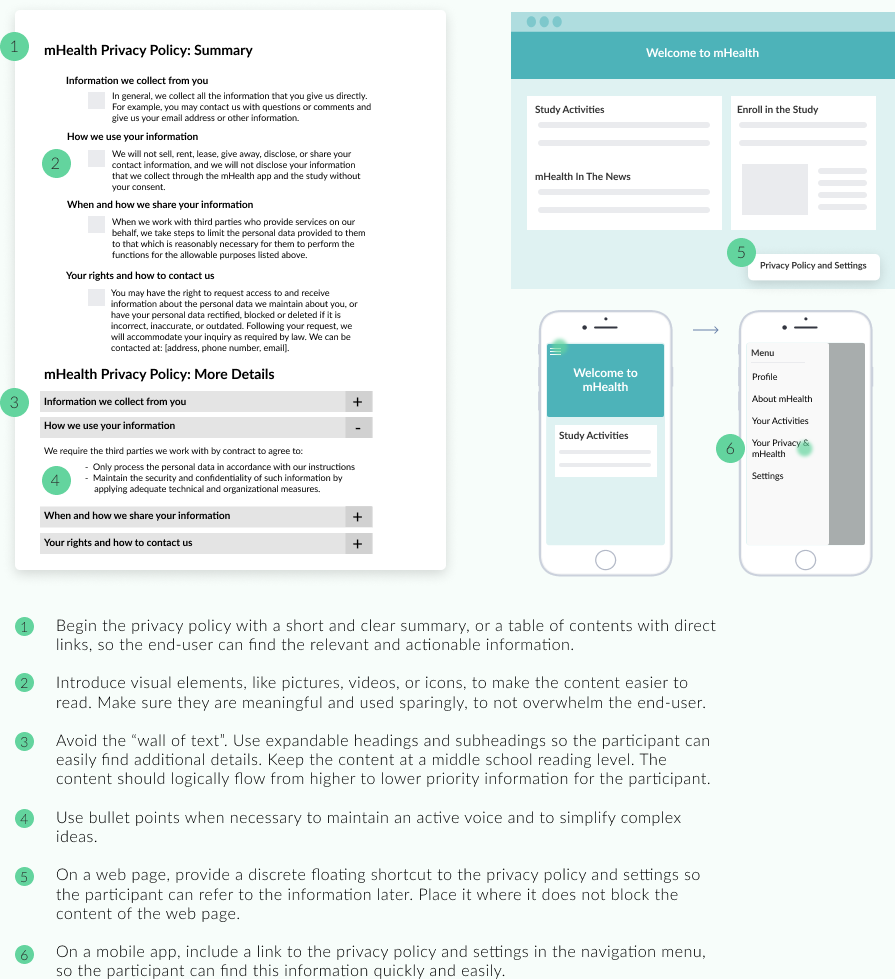 1
mHealth Privacy Policy: Summary
Information we collect from you
In general, we collect all the information that you give us directly.
For example, you may contact us with questions or comments and
give us your email address or other information.
How we use your information
2
We will not sell, rent, lease, give away, disclose, or share your
contact information, and we will not disclose your information
that we collect through the mHealth app and the study without
your consent.
When and how we share your information
When we work with third parties who provide services on our
behalf, we take steps to limit the personal data provided to them
to that which is reasonably necessary for them to perform the
functions for the allowable purposes listed above.
Your rights and how to contact us
You may have the right to request access to and receive
information about the personal data we maintain about you, or
have your personal data rectified, blocked or deleted if it is
incorrect, inaccurate, or outdated. Following your request, we
will accommodate your inquiry as required by law. We can be
contacted at: [address, phone number, email].
mHealth Privacy Policy: More Details
3
Information we collect from you +
How we use your information -
We require the third parties we work with by contract to agree to:
4
- Only process the personal data in accordance with our instructions
- Maintain the security and confidentiality of such information by
applying adequate technical and organizational measures.
When and how we share your information +
Your rights and how to contact us +
Welcome to mHealth
Study Activities
mHealth In The News
Enroll in the Study
5
Privacy Policy and Settings
Welcome to
mHealth
Study Activities
Menu
Profile
About mHealth
Your Activities
6
Your Privacy &
mHealth
Settings
1 Begin the privacy policy with a short and clear summary, or a table of contents with direct
links, so the end-user can find the relevant and actionable information.
2 Introduce visual elements, like pictures, videos, or icons, to make the content easier to
read. Make sure they are meaningful and used sparingly, to not overwhelm the end-user.
3 Avoid the “wall of text”. Use expandable headings and subheadings so the participant can
easily find additional details. Keep the content at a middle school reading level. The
content should logically flow from higher to lower priority information for the participant.
4 Use bullet points when necessary to maintain an active voice and to simplify complex
ideas.
5 On a web page, provide a discrete floating shortcut to the privacy policy and settings so
the participant can refer to the information later. Place it where it does not block the
content of the web page.
6 On a mobile app, include a link to the privacy policy and settings in the navigation menu,
so the participant can find this information quickly and easily.